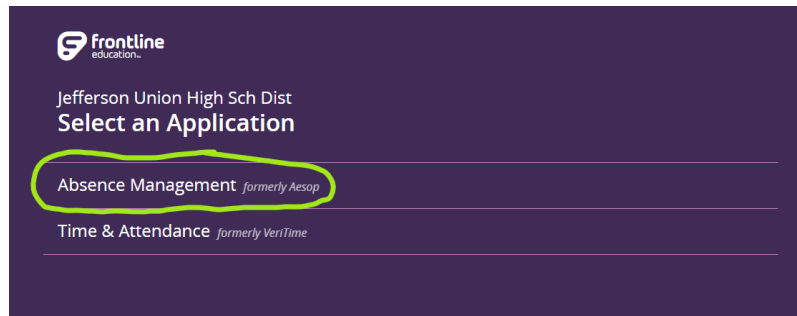 frontline
education
Jefferson Union High Sch Dist
Select an Application
Absence Management formerly Aesop
Time & Attendance formerly VeriTime